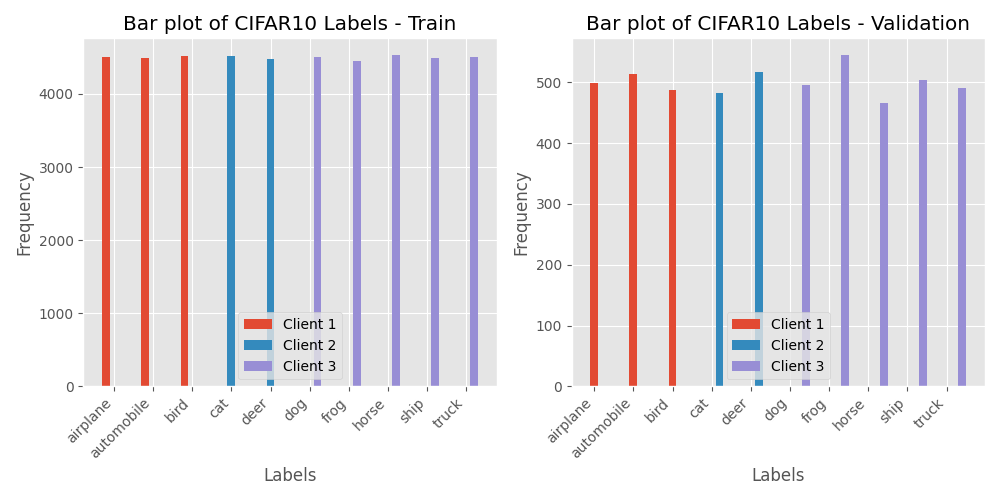 Bar plot of CIFAR10 Labels - Train
Frequency
4000
3000
2000
1000
0
airplane
automobile
bird
cat
deer
dog
frog
horse
ship
truck
Labels
Client 1
Client 2
Client 3
Bar plot of CIFAR10 Labels - Validation
Frequency
500
400
300
200
100
0
airplane
automobile
bird
cat
deer
dog
frog
horse
ship
truck
Labels
Client 1
Client 2
Client 3